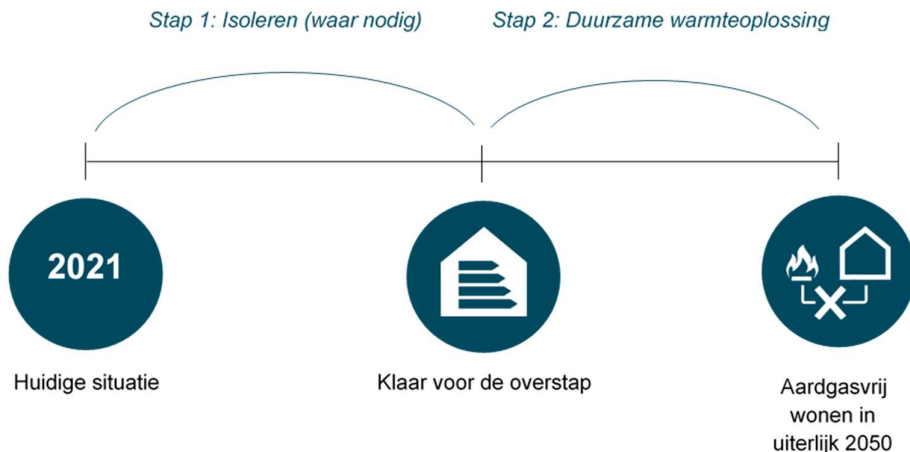 Stap 1: Isoleren (waar nodig)
Stap 2: Duurzame warmteoplossing
2021
Huidige situatie
Klaar voor de overstap
Aardgasvrij
wonen in
uiterlijk 2050